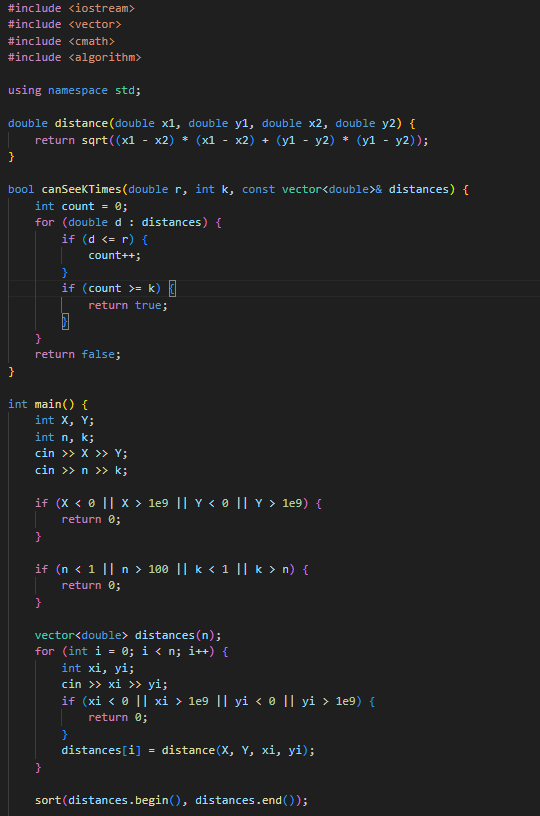 #include <iostream>
#include <vector>
#include <cmath>
#include <algorithm>

using namespace std;

double distance(double x1, double y1, double x2, double y2) {
    return sqrt((x1 - x2) * (x1 - x2) + (y1 - y2) * (y1 - y2));
}

bool canSeeKTimes(double r, int k, const vector<double>& distances) {
    int count = 0;
    for (double d : distances) {
        if (d <= r) {
            count++;
        }
        if (count >= k) {
            return true;
        }
    }
    return false;
}

int main() {
    int X, Y;
    int n, k;
    cin >> X >> Y;
    cin >> n >> k;

    if (X < 0 || X > 1e9 || Y < 0 || Y > 1e9) {
        return 0;
    }

    if (n < 1 || n > 100 || k < 1 || k > n) {
        return 0;
    }

    vector<double> distances(n);
    for (int i = 0; i < n; i++) {
        int xi, yi;
        cin >> xi >> yi;
        if (xi < 0 || xi > 1e9 || yi < 0 || yi > 1e9) {
            return 0;
        }
        distances[i] = distance(X, Y, xi, yi);
    }

    sort(distances.begin(), distances.end());